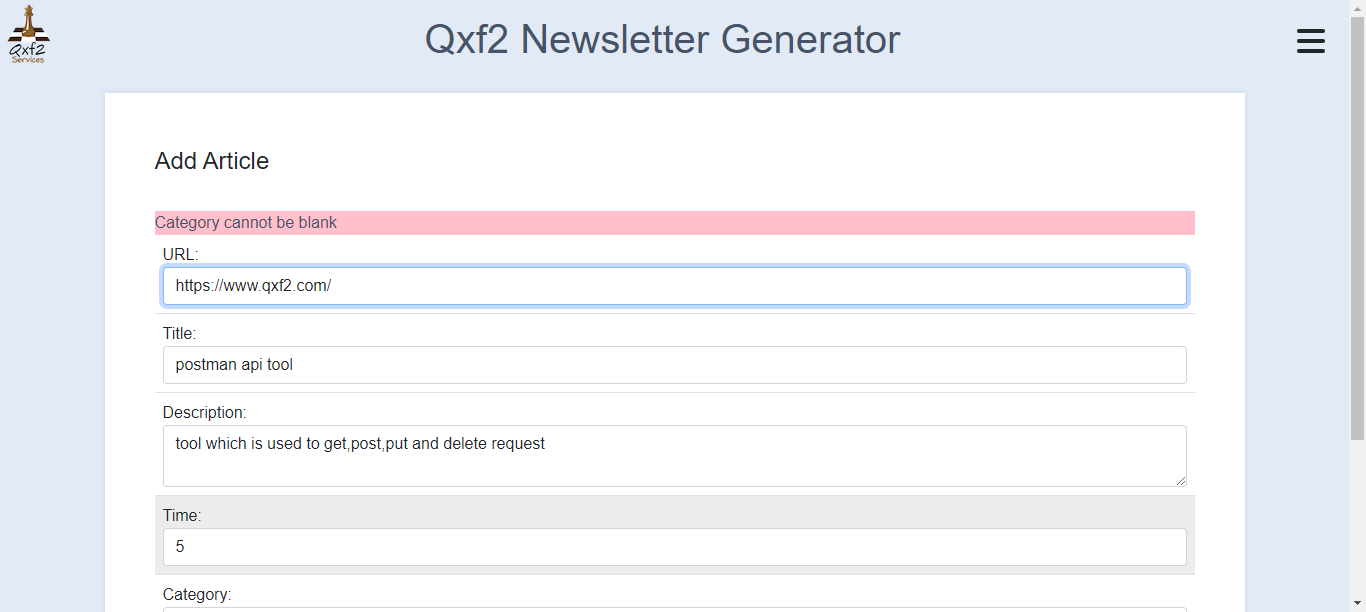 Qxf2
Services
Qxf2 Newsletter Generator
Add Article
Category cannot be blank
URL:
https://www.qxf2.com/
Title:
postman api tool
Description:
tool which is used to get,post,put and delete request
Time:
5
Category: